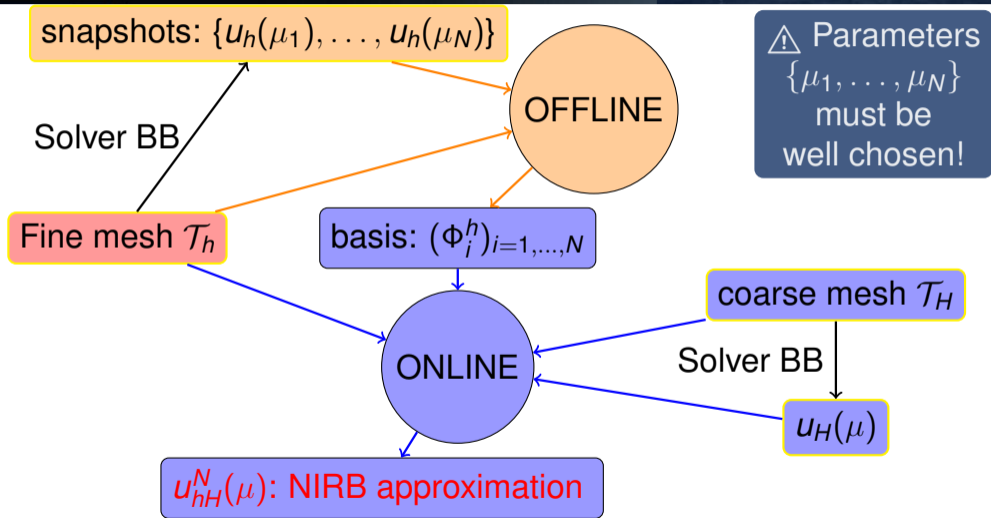 snapshots: {u_h(μ_1), . . . , u_h(μ_N)}
⚠ Parameters
{μ_1, . . . , μ_N}
must be
well chosen!
OFFLINE
Solver BB
Fine mesh 𝒯_h
basis: (Φ_i^h)_{i=1,...,N}
coarse mesh 𝒯_H
ONLINE
Solver BB
u_H(μ)
u_{hH}^N(μ): NIRB approximation